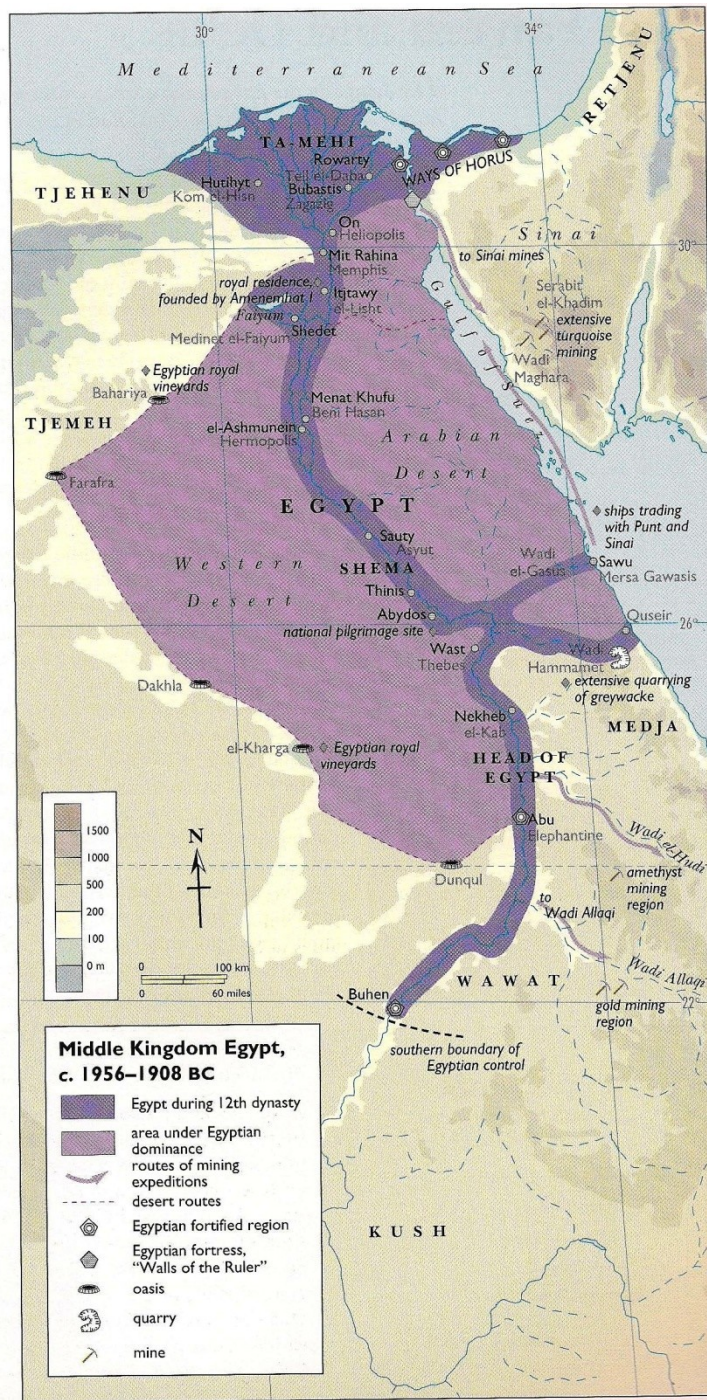 30°
34°
Mediterranean Sea
RETJENU
TA-MEHI
Rowarty
Tell el-Daba
WAYS OF HORUS
TJEHENU
Hutihyt
Kom el-Hisn
Bubastis
Zagazig
On
Heliopolis
Sinai
30°
to Sinai mines
Mit Rahina
Memphis
royal residence,
founded by Amenemhat I
Itjtawy
el-Lisht
Serabit
el-Khadim
extensive
turquoise
mining
Faiyum
Shedet
Medinet el-Faiyum
Gulf of Suez
Wadi
Maghara
Egyptian royal
vineyards
Bahariya
Menat Khufu
Beni Hasan
TJEMEH
el-Ashmunein
Hermopolis
Arabian
Desert
Farafra
EGYPT
ships trading
with Punt and
Sinai
Sauty
Asyut
Western
Desert
SHEMA
Wadi
el-Gasus
Sawu
Mersa Gawasis
Thinis
Abydos
national pilgrimage site
Quseir
26°
Wast
Thebes
Wadi
Hammamet
extensive quarrying
of greywacke
Dakhla
Nekheb
el-Kab
MEDJA
el-Kharga
Egyptian royal
vineyards
HEAD OF
EGYPT
Abu
Elephantine
Wadi el-Hudi
1500
1000
500
200
100
0 m
N
Dunqul
amethyst
mining
region
to
Wadi Allaqi
0 100 km
0 60 miles
Wadi Allaqi
WAWAT
Buhen
gold mining
region
22°
southern boundary of
Egyptian control
Middle Kingdom Egypt,
c. 1956–1908 BC
Egypt during 12th dynasty
area under Egyptian
dominance
routes of mining
expeditions
desert routes
Egyptian fortified region
Egyptian fortress,
"Walls of the Ruler"
oasis
quarry
mine
KUSH